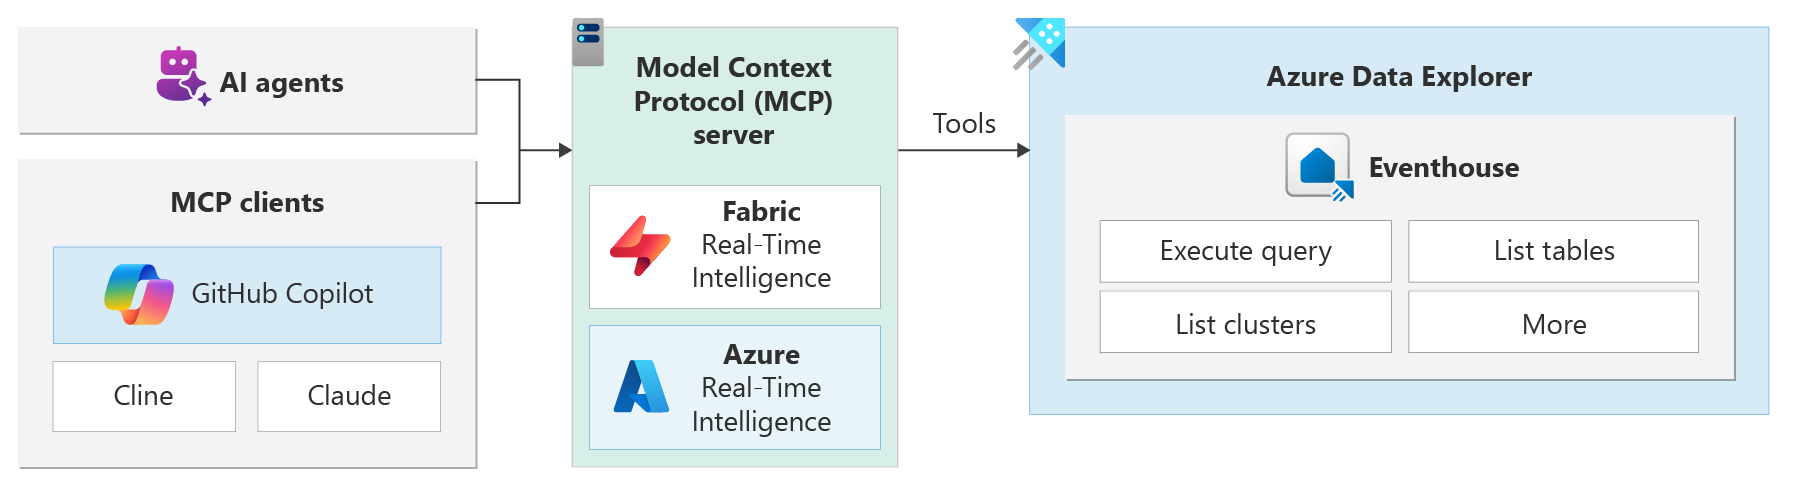 AI agents
MCP clients
GitHub Copilot
Cline
Claude
Model Context
Protocol (MCP)
server
Fabric
Real-Time
Intelligence
Azure
Real-Time
Intelligence
Tools
Azure Data Explorer
Eventhouse
Execute query
List tables
List clusters
More